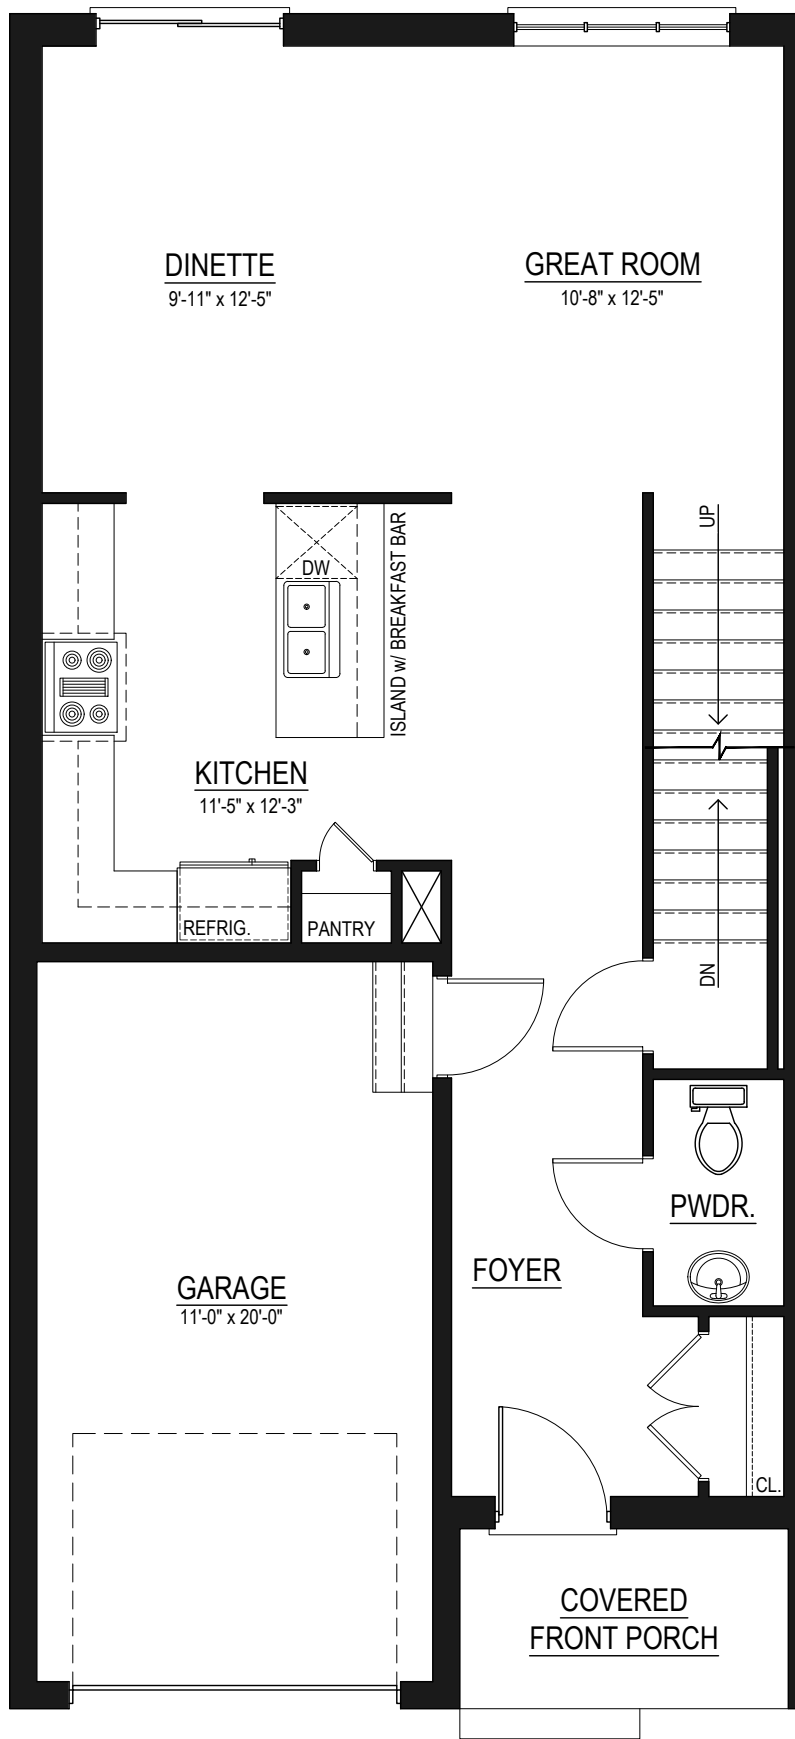 DINETTE
9'-11" x 12'-5"
GREAT ROOM
10'-8" x 12'-5"
UP
DW
ISLAND w/ BREAKFAST BAR
KITCHEN
11'-5" x 12'-3"
REFRIG.
PANTRY
DN
PWDR.
FOYER
GARAGE
11'-0" x 20'-0"
CL.
COVERED
FRONT PORCH